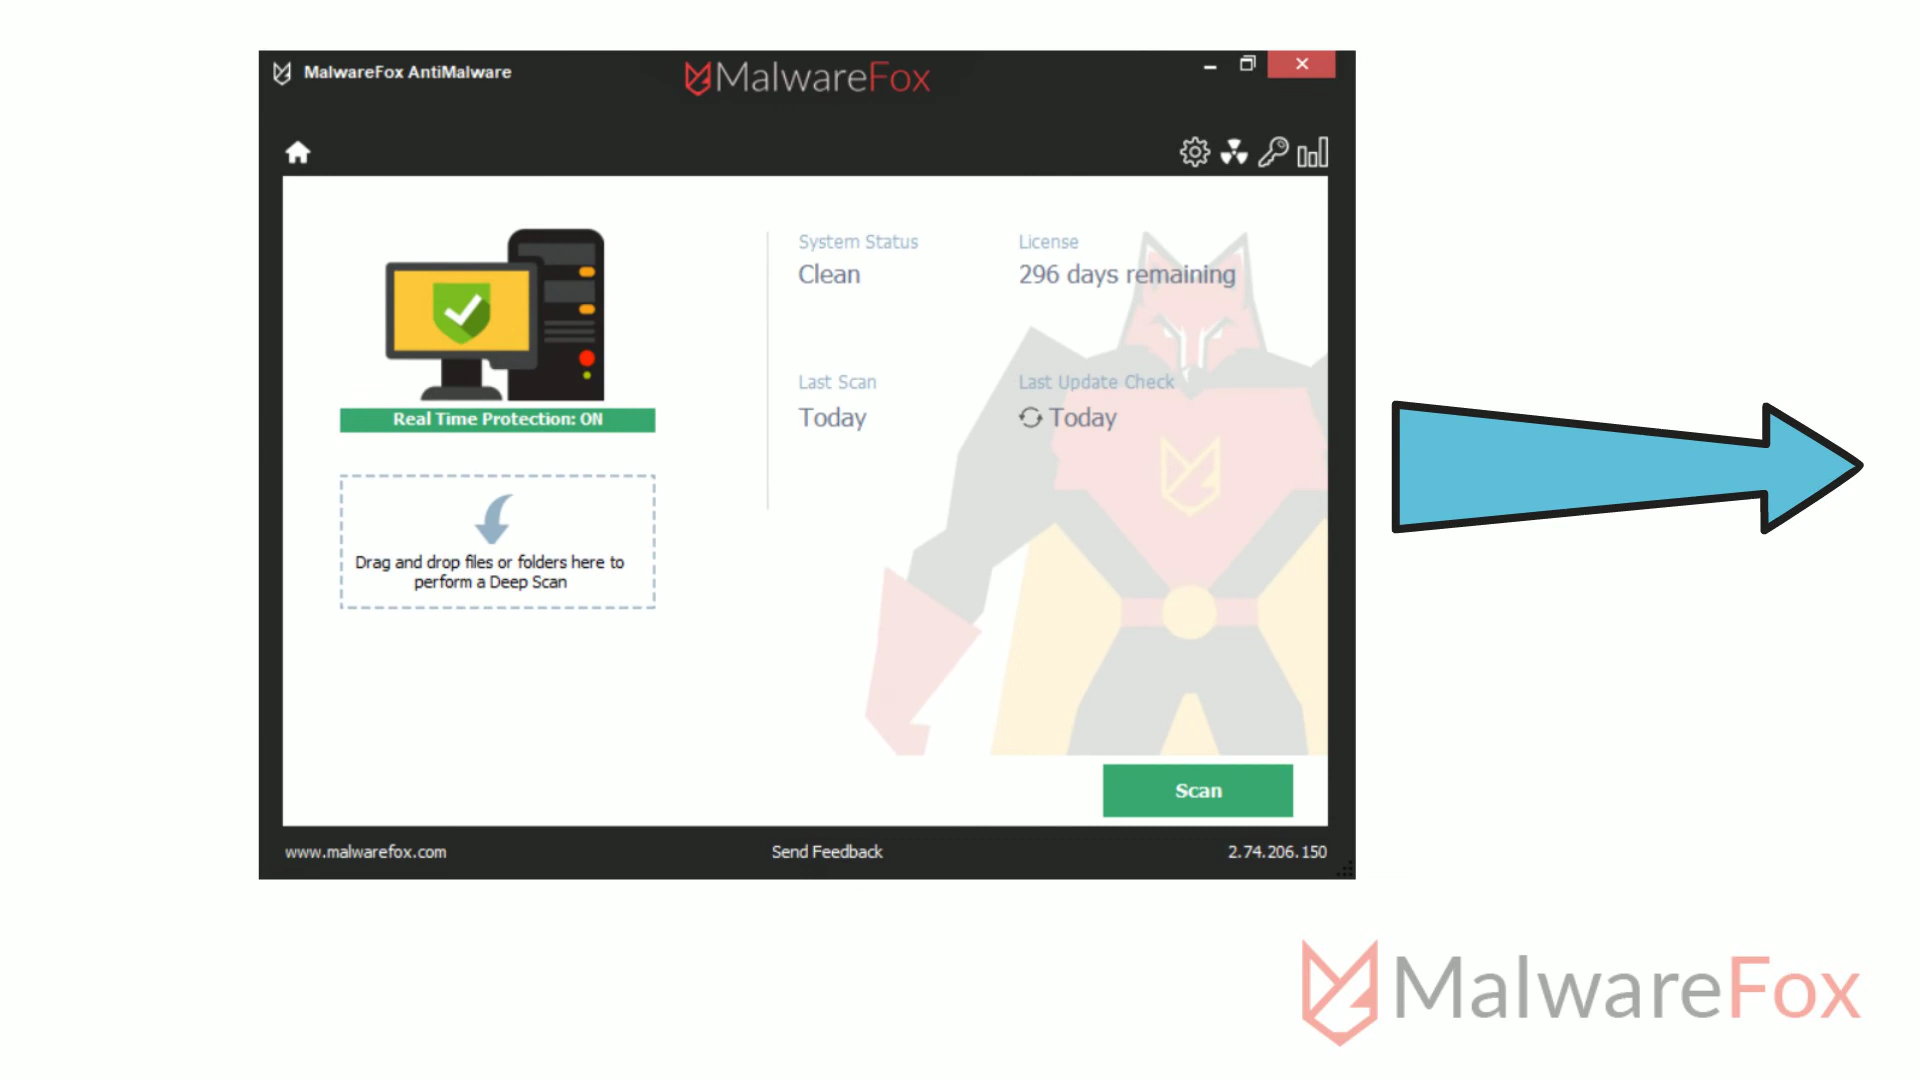 MalwareFox AntiMalware
MalwareFox
System Status
License
Clean
296 days remaining
Last Scan
Last Update Check
Today
Today
Real Time Protection: ON
Drag and drop files or folders here to
perform a Deep Scan
Scan
www.malwarefox.com
Send Feedback
2.74.206.150
MalwareFox